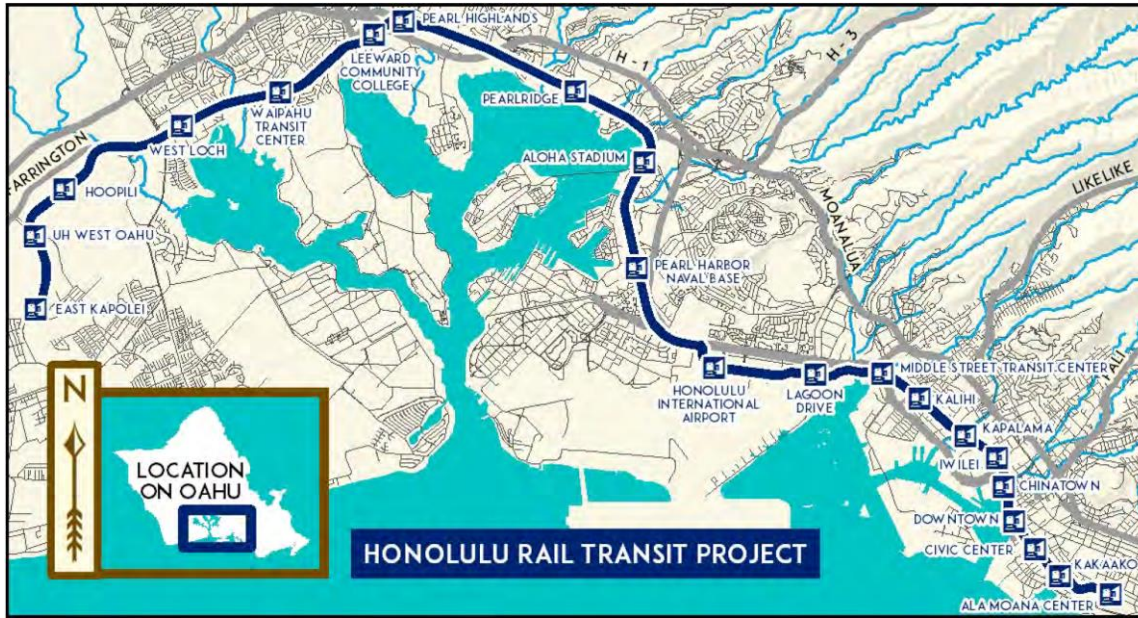 PEARL HIGHLANDS
LEEWARD
COMMUNITY
COLLEGE
H-1
H-3
PEARLRIDGE
WAIPAHU
TRANSIT
CENTER
WEST LOCH
FARRINGTON
ALOHA STADIUM
LIKELIKE
HOOPILI
MOANALUA
UH WEST OAHU
PEARL HARBOR
NAVAL BASE
EAST KAPOLEI
MIDDLE STREET TRANSIT CENTER
HONOLULU
INTERNATIONAL
AIRPORT
LAGOON
DRIVE
ALI
KALIHI
KAPALAMA
N
IWILEI
LOCATION
ON OAHU
CHINATOWN
DOWNTOWN
CIVIC CENTER
HONOLULU RAIL TRANSIT PROJECT
KAKAAKO
ALA MOANA CENTER